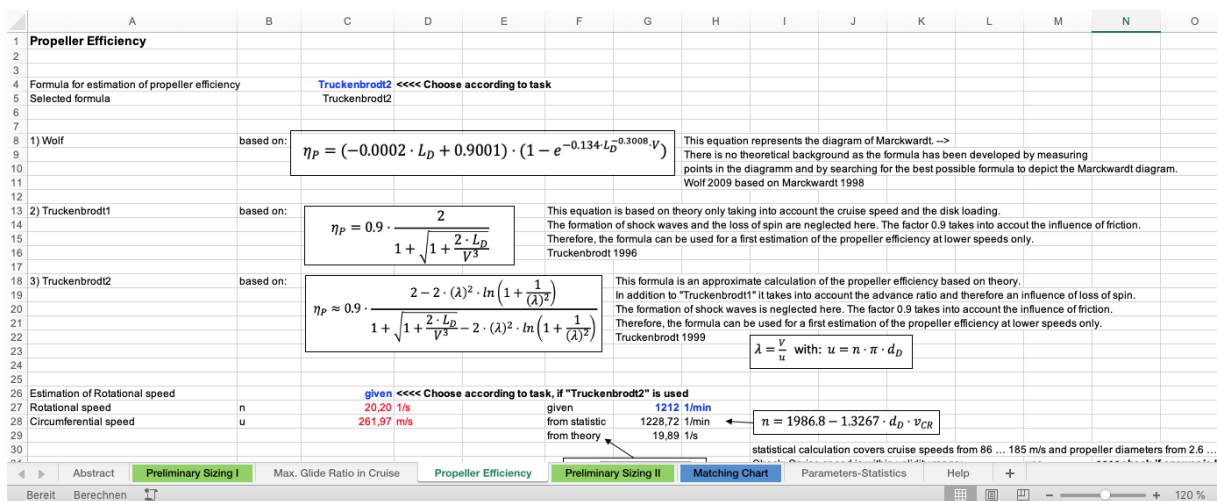 A B C D E F G H I J K L M N O
1 Propeller Efficiency
2
3
4 Formula for estimation of propeller efficiency Truckenbrodt2 <<<< Choose according to task
5 Selected formula Truckenbrodt2
6
7
8 1) Wolf based on: η_P = (−0.0002 · L_D + 0.9001) · (1 − e^{−0.134·L_D^{−0.3008}·V}) This equation represents the diagram of Marckwardt. -->
9 There is no theoretical background as the formula has been developed by measuring
10 points in the diagramm and by searching for the best possible formula to depict the Marckwardt diagram.
11 Wolf 2009 based on Marckwardt 1998
12
13 2) Truckenbrodt1 based on: This equation is based on theory only taking into account the cruise speed and the disk loading.
14 η_P = 0.9 · 2 / (1 + √(1 + 2 · L_D / V³)) The formation of shock waves and the loss of spin are neglected here. The factor 0.9 takes into accout the influence of friction.
15 Therefore, the formula can be used for a first estimation of the propeller efficiency at lower speeds only.
16 Truckenbrodt 1996
17
18 3) Truckenbrodt2 based on: This formula is an approximate calculation of the propeller efficiency based on theory.
19 In addition to "Truckenbrodt1" it takes into account the advance ratio and therefore an influence of loss of spin.
20 η_P ≈ 0.9 · (2 − 2 · (λ)² · ln(1 + 1/(λ)²)) / (1 + √(1 + 2 · L_D / V³ − 2 · (λ)² · ln(1 + 1/(λ)²))) The formation of shock waves is neglected here. The factor 0.9 takes into account the influence of friction.
21 Therefore, the formula can be used for a first estimation of the propeller efficiency at lower speeds only.
22 Truckenbrodt 1999
23 λ = V/u with: u = n · π · d_D
24
25
26 Estimation of Rotational speed given <<<< Choose according to task, if "Truckenbrodt2" is used
27 Rotational speed n 20,20 1/s given 1212 1/min
28 Circumferential speed u 261,97 m/s from statistic 1228,72 1/min n = 1986.8 − 1.3267 · d_D · v_CR
29 from theory 19,89 1/s
30 statistical calculation covers cruise speeds from 86 ... 185 m/s and propeller diameters from 2.6 ...
Abstract Preliminary Sizing I Max. Glide Ratio in Cruise Propeller Efficiency Preliminary Sizing II Matching Chart Parameters-Statistics Help +
Bereit Berechnen − + 120 %